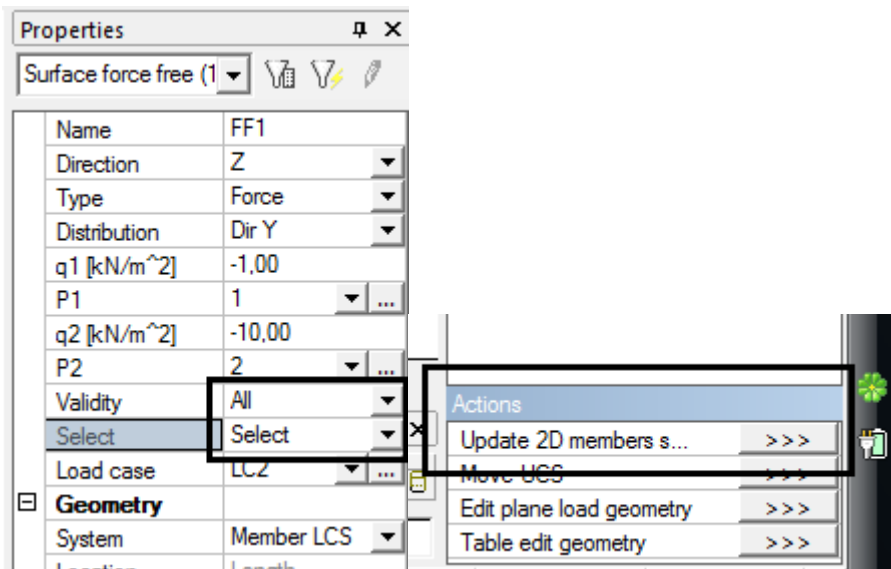 Properties
Surface force free (1
Name FF1
Direction Z
Type Force
Distribution Dir Y
q1 [kN/m^2] -1,00
P1 1 ...
q2 [kN/m^2] -10,00
P2 2 ...
Validity All
Select Select
Load case LC2 ...
Geometry
System Member LCS
Location Length
Actions
Update 2D members s... >>>
Move UCS >>>
Edit plane load geometry >>>
Table edit geometry >>>